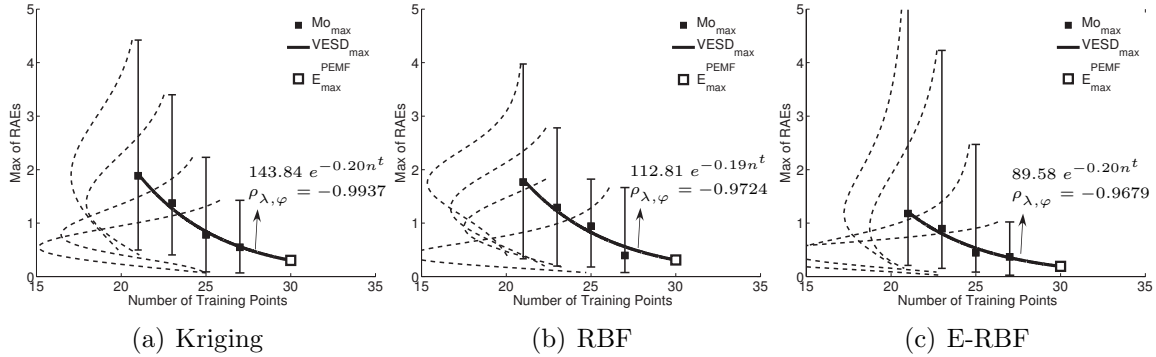 Max of RAEs
5
4
3
2
1
0
15
20
25
30
35
Number of Training Points
Mo_max
VESD_max
E_max^PEMF
143.84 e^{−0.20n^t}
ρ_{λ,φ} = −0.9937
(a) Kriging
Max of RAEs
5
4
3
2
1
0
15
20
25
30
35
Number of Training Points
Mo_max
VESD_max
E_max^PEMF
112.81 e^{−0.19n^t}
ρ_{λ,φ} = −0.9724
(b) RBF
Max of RAEs
5
4
3
2
1
0
15
20
25
30
35
Number of Training Points
Mo_max
VESD_max
E_max^PEMF
89.58 e^{−0.20n^t}
ρ_{λ,φ} = −0.9679
(c) E-RBF